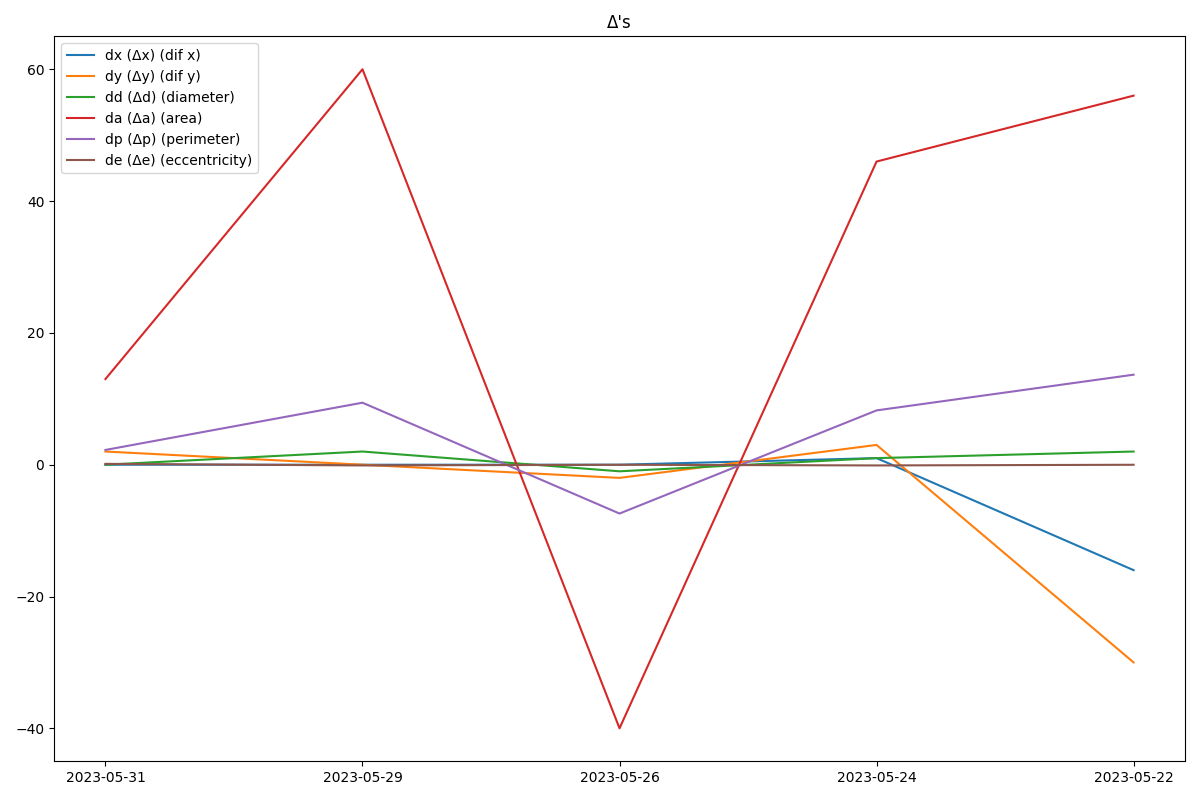 Δ's
dx (Δx) (dif x)
dy (Δy) (dif y)
dd (Δd) (diameter)
da (Δa) (area)
dp (Δp) (perimeter)
de (Δe) (eccentricity)
60
40
20
0
−20
−40
2023-05-31 2023-05-29 2023-05-26 2023-05-24 2023-05-22